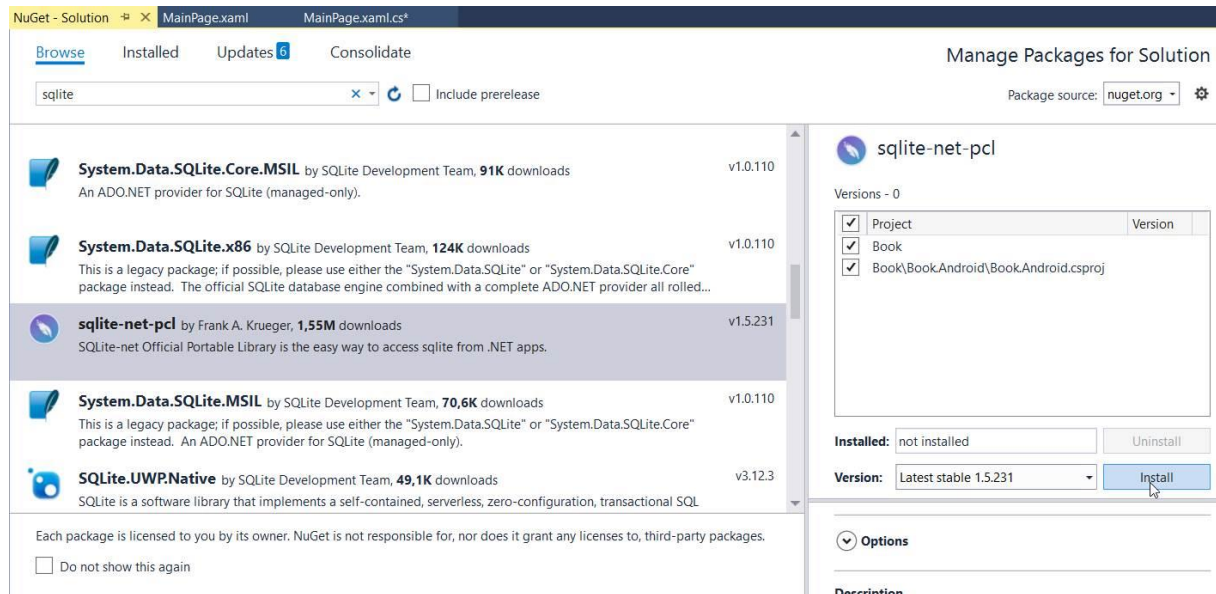 NuGet - Solution MainPage.xaml MainPage.xaml.cs*
Browse Installed Updates 6 Consolidate
Manage Packages for Solution
sqlite
Include prerelease
Package source: nuget.org
System.Data.SQLite.Core.MSIL by SQLite Development Team, 91K downloads v1.0.110
An ADO.NET provider for SQLite (managed-only).
System.Data.SQLite.x86 by SQLite Development Team, 124K downloads v1.0.110
This is a legacy package; if possible, please use either the "System.Data.SQLite" or "System.Data.SQLite.Core"
package instead. The official SQLite database engine combined with a complete ADO.NET provider all rolled...
sqlite-net-pcl by Frank A. Krueger, 1,55M downloads v1.5.231
SQLite-net Official Portable Library is the easy way to access sqlite from .NET apps.
System.Data.SQLite.MSIL by SQLite Development Team, 70,6K downloads v1.0.110
This is a legacy package; if possible, please use either the "System.Data.SQLite" or "System.Data.SQLite.Core"
package instead. An ADO.NET provider for SQLite (managed-only).
SQLite.UWP.Native by SQLite Development Team, 49,1K downloads v3.12.3
SQLite is a software library that implements a self-contained, serverless, zero-configuration, transactional SQL
Each package is licensed to you by its owner. NuGet is not responsible for, nor does it grant any licenses to, third-party packages.
Do not show this again
sqlite-net-pcl
Versions - 0
Project Version
Book
Book\Book.Android\Book.Android.csproj
Installed: not installed Uninstall
Version: Latest stable 1.5.231 Install
Options
Description